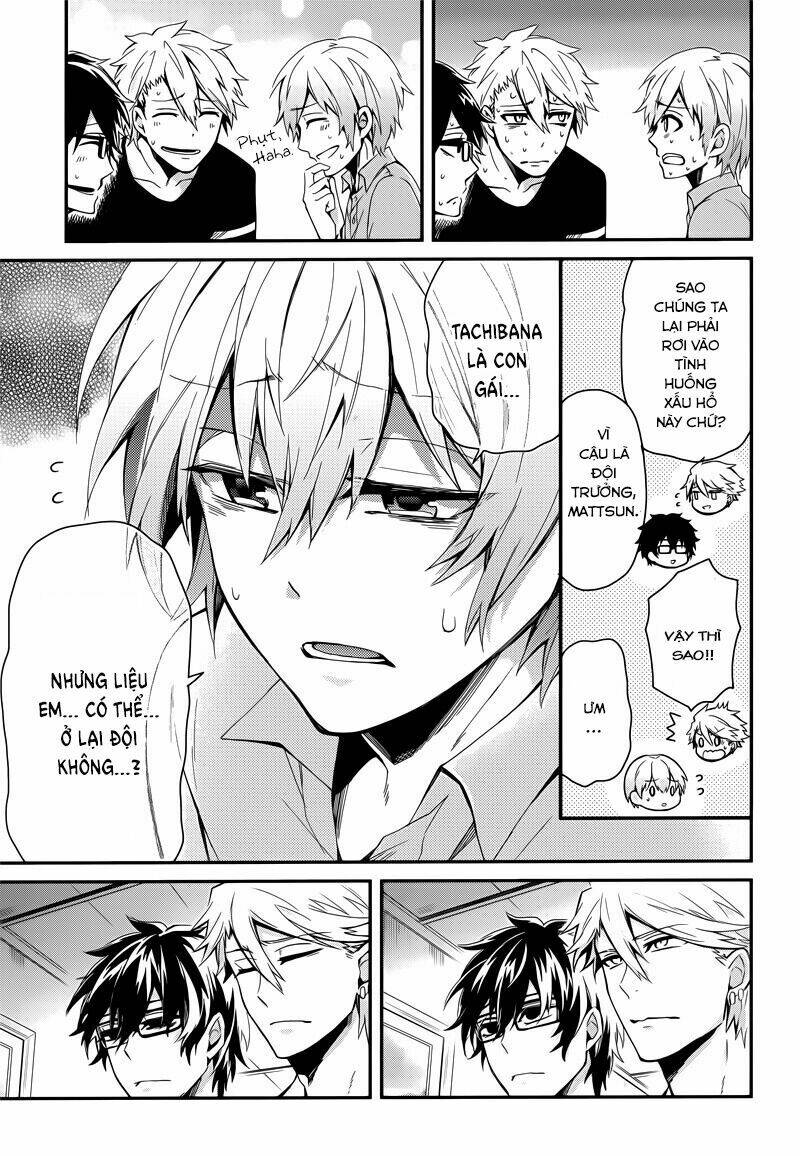 Phụt,
Haha.
SAO
CHÚNG TA
LẠI PHẢI
RƠI VÀO
TÌNH
HUỐNG
XẤU HỔ
NÀY CHỨ?
VÌ
CẬU LÀ
ĐỘI
TRƯỞNG,
MATTSUN.
VẬY THÌ
SAO!!
ƯM
...
TACHIBANA
LÀ CON
GÁI...
NHƯNG LIỆU
EM... CÓ THỂ...
Ở LẠI ĐỘI
KHÔNG...?